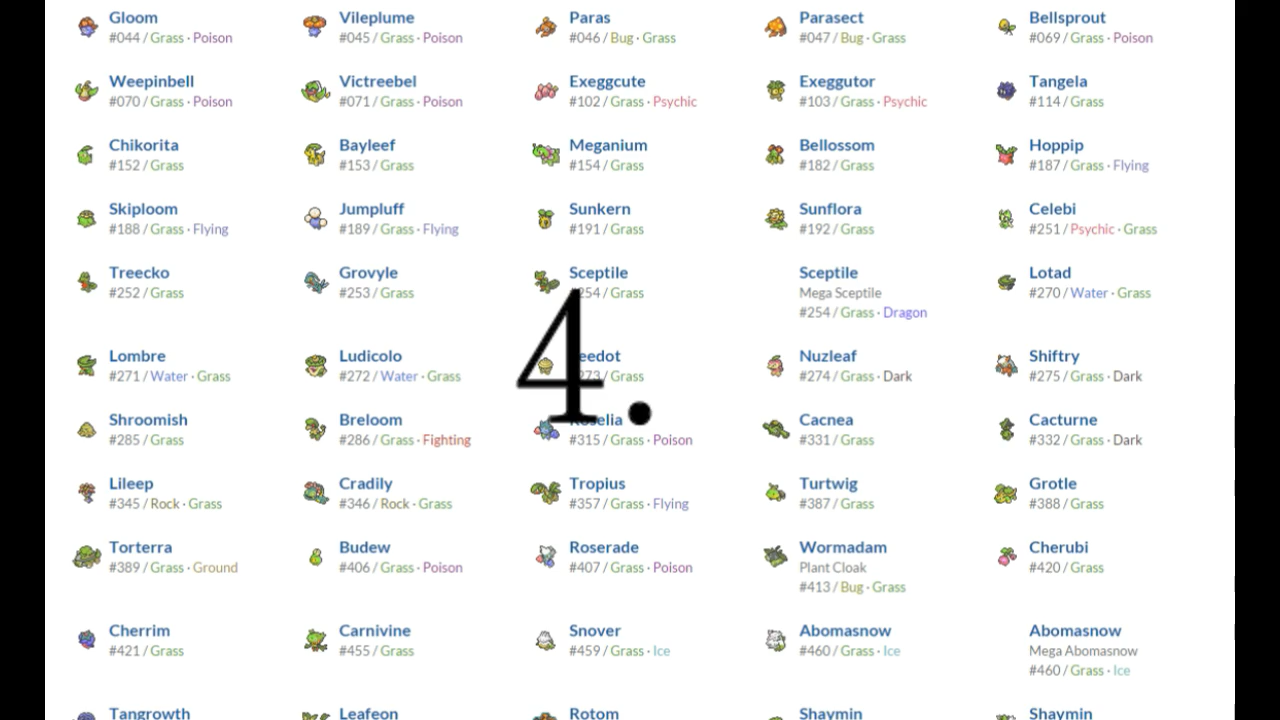 Gloom Vileplume Paras Parasect Bellsprout
#044 / Grass · Poison #045 / Grass · Poison #046 / Bug · Grass #047 / Bug · Grass #069 / Grass · Poison
Weepinbell Victreebel Exeggcute Exeggutor Tangela
#070 / Grass · Poison #071 / Grass · Poison #102 / Grass · Psychic #103 / Grass · Psychic #114 / Grass
Chikorita Bayleef Meganium Bellossom Hoppip
#152 / Grass #153 / Grass #154 / Grass #182 / Grass #187 / Grass · Flying
Skiploom Jumpluff Sunkern Sunflora Celebi
#188 / Grass · Flying #189 / Grass · Flying #191 / Grass #192 / Grass #251 / Psychic · Grass
Treecko Grovyle Sceptile Sceptile Lotad
#252 / Grass #253 / Grass #254 / Grass Mega Sceptile #270 / Water · Grass
#254 / Grass · Dragon
4.
Lombre Ludicolo Nuzleaf Shiftry
#271 / Water · Grass #272 / Water · Grass #273 / Grass #274 / Grass · Dark #275 / Grass · Dark
Shroomish Breloom Roselia Cacnea Cacturne
#285 / Grass #286 / Grass · Fighting #315 / Grass · Poison #331 / Grass #332 / Grass · Dark
Lileep Cradily Tropius Turtwig Grotle
#345 / Rock · Grass #346 / Rock · Grass #357 / Grass · Flying #387 / Grass #388 / Grass
Torterra Budew Roserade Wormadam Cherubi
#389 / Grass · Ground #406 / Grass · Poison #407 / Grass · Poison Plant Cloak #420 / Grass
#413 / Bug · Grass
Cherrim Carnivine Snover Abomasnow Abomasnow
#421 / Grass #455 / Grass #459 / Grass · Ice #460 / Grass · Ice Mega Abomasnow
#460 / Grass · Ice
Tangrowth Leafeon Rotom Shaymin Shaymin